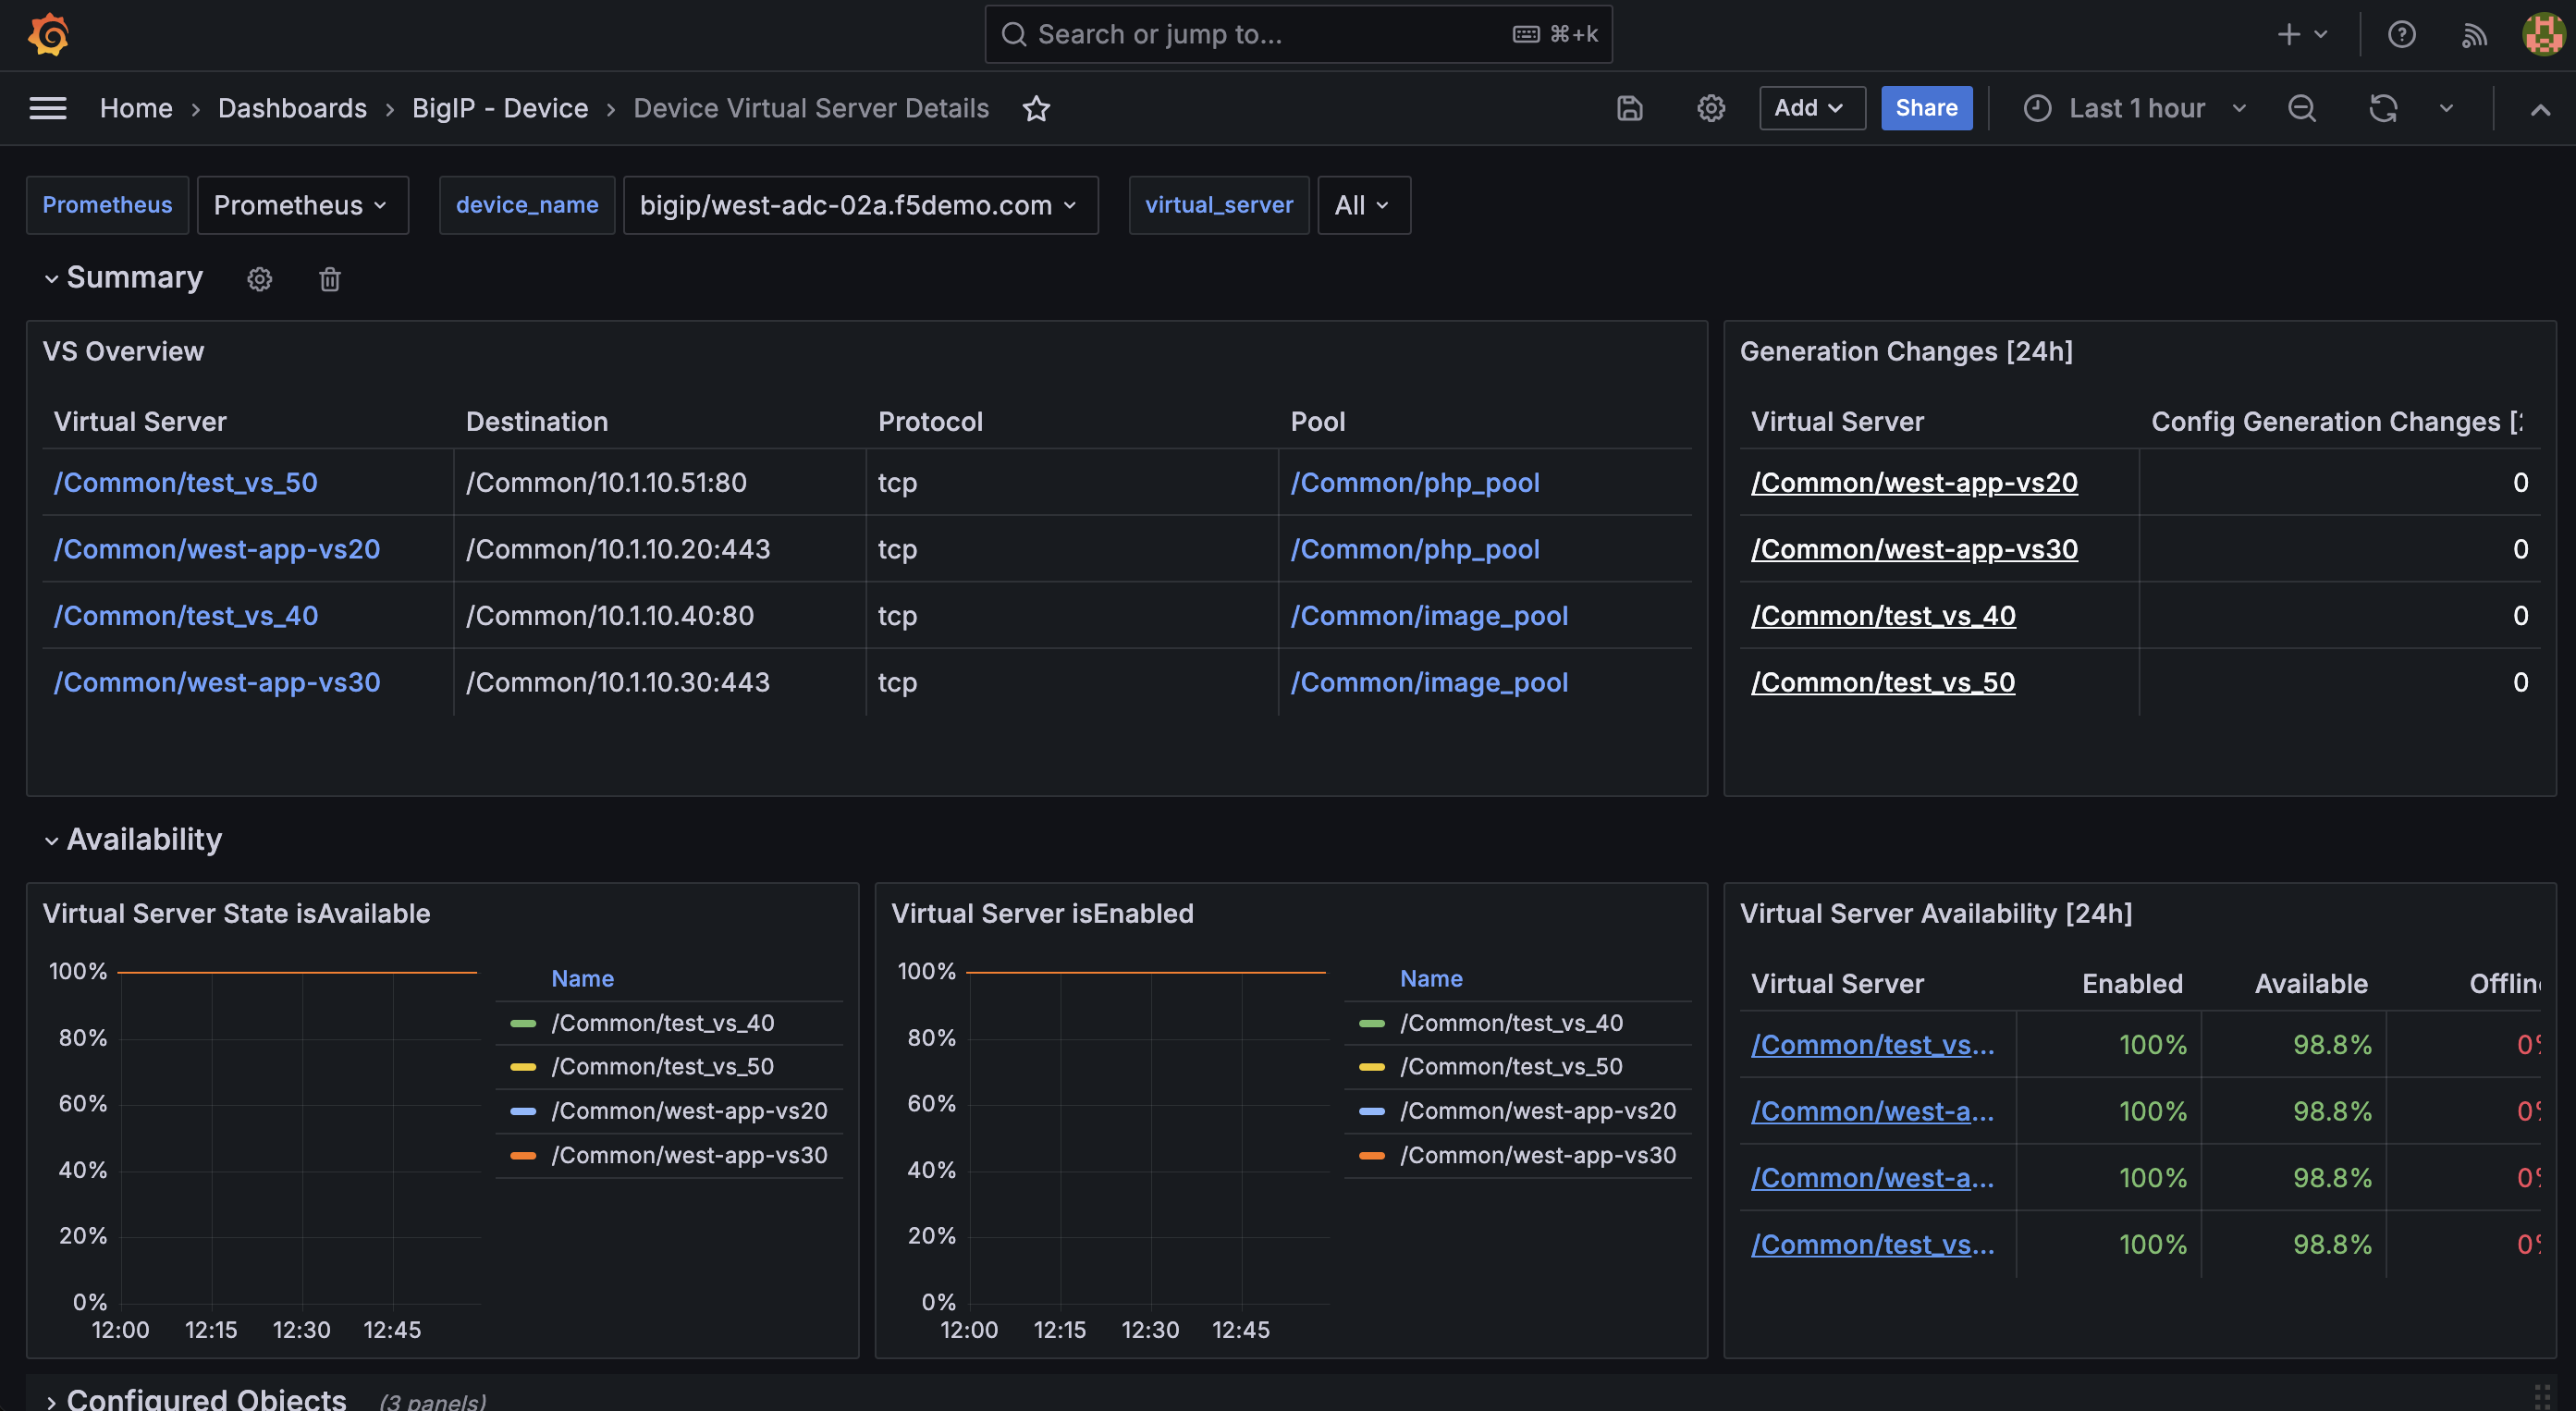 Search or jump to... ⌘+k
Home › Dashboards › BigIP - Device › Device Virtual Server Details Add Share Last 1 hour
Prometheus Prometheus device_name bigip/west-adc-02a.f5demo.com virtual_server All
Summary
VS Overview
Virtual Server Destination Protocol Pool
/Common/test_vs_50 /Common/10.1.10.51:80 tcp /Common/php_pool
/Common/west-app-vs20 /Common/10.1.10.20:443 tcp /Common/php_pool
/Common/test_vs_40 /Common/10.1.10.40:80 tcp /Common/image_pool
/Common/west-app-vs30 /Common/10.1.10.30:443 tcp /Common/image_pool
Generation Changes [24h]
Virtual Server Config Generation Changes
/Common/west-app-vs20 0
/Common/west-app-vs30 0
/Common/test_vs_40 0
/Common/test_vs_50 0
Availability
Virtual Server State isAvailable
100%
80%
60%
40%
20%
0%
12:00 12:15 12:30 12:45
Name
/Common/test_vs_40
/Common/test_vs_50
/Common/west-app-vs20
/Common/west-app-vs30
Virtual Server isEnabled
100%
80%
60%
40%
20%
0%
12:00 12:15 12:30 12:45
Name
/Common/test_vs_40
/Common/test_vs_50
/Common/west-app-vs20
/Common/west-app-vs30
Virtual Server Availability [24h]
Virtual Server Enabled Available
/Common/test_vs... 100% 98.8% 0%
/Common/west-a... 100% 98.8% 0%
/Common/west-a... 100% 98.8% 0%
/Common/test_vs... 100% 98.8% 0%
Configured Objects (3 panels)